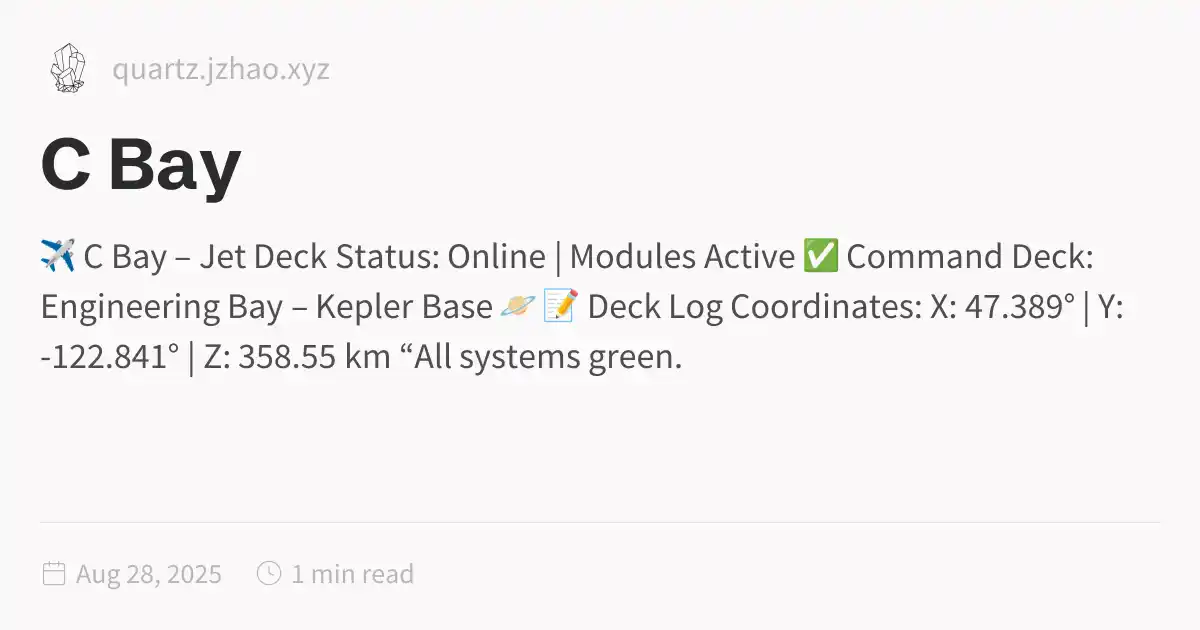 quartz.jzhao.xyz
C Bay
✈️ C Bay – Jet Deck Status: Online | Modules Active ✅ Command Deck:
Engineering Bay – Kepler Base 🪐 📝 Deck Log Coordinates: X: 47.389° | Y:
-122.841° | Z: 358.55 km “All systems green.
Aug 28, 2025 1 min read